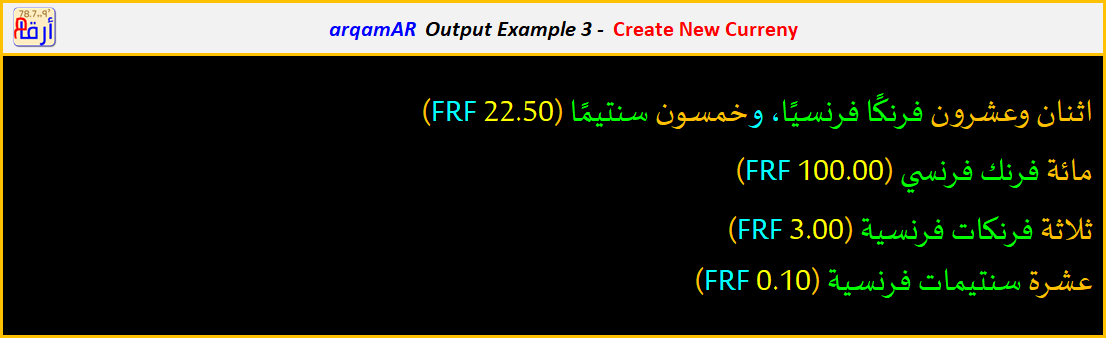 78.7,,9"
أرقام
arqamAR Output Example 3 - Create New Curreny
اثنان وعشرون فرنكًا فرنسيًا، وخمسون سنتيمًا (22.50 FRF)
مائة فرنك فرنسي (100.00 FRF)
ثلاثة فرنكات فرنسية (3.00 FRF)
عشرة سنتيمات فرنسية (0.10 FRF)